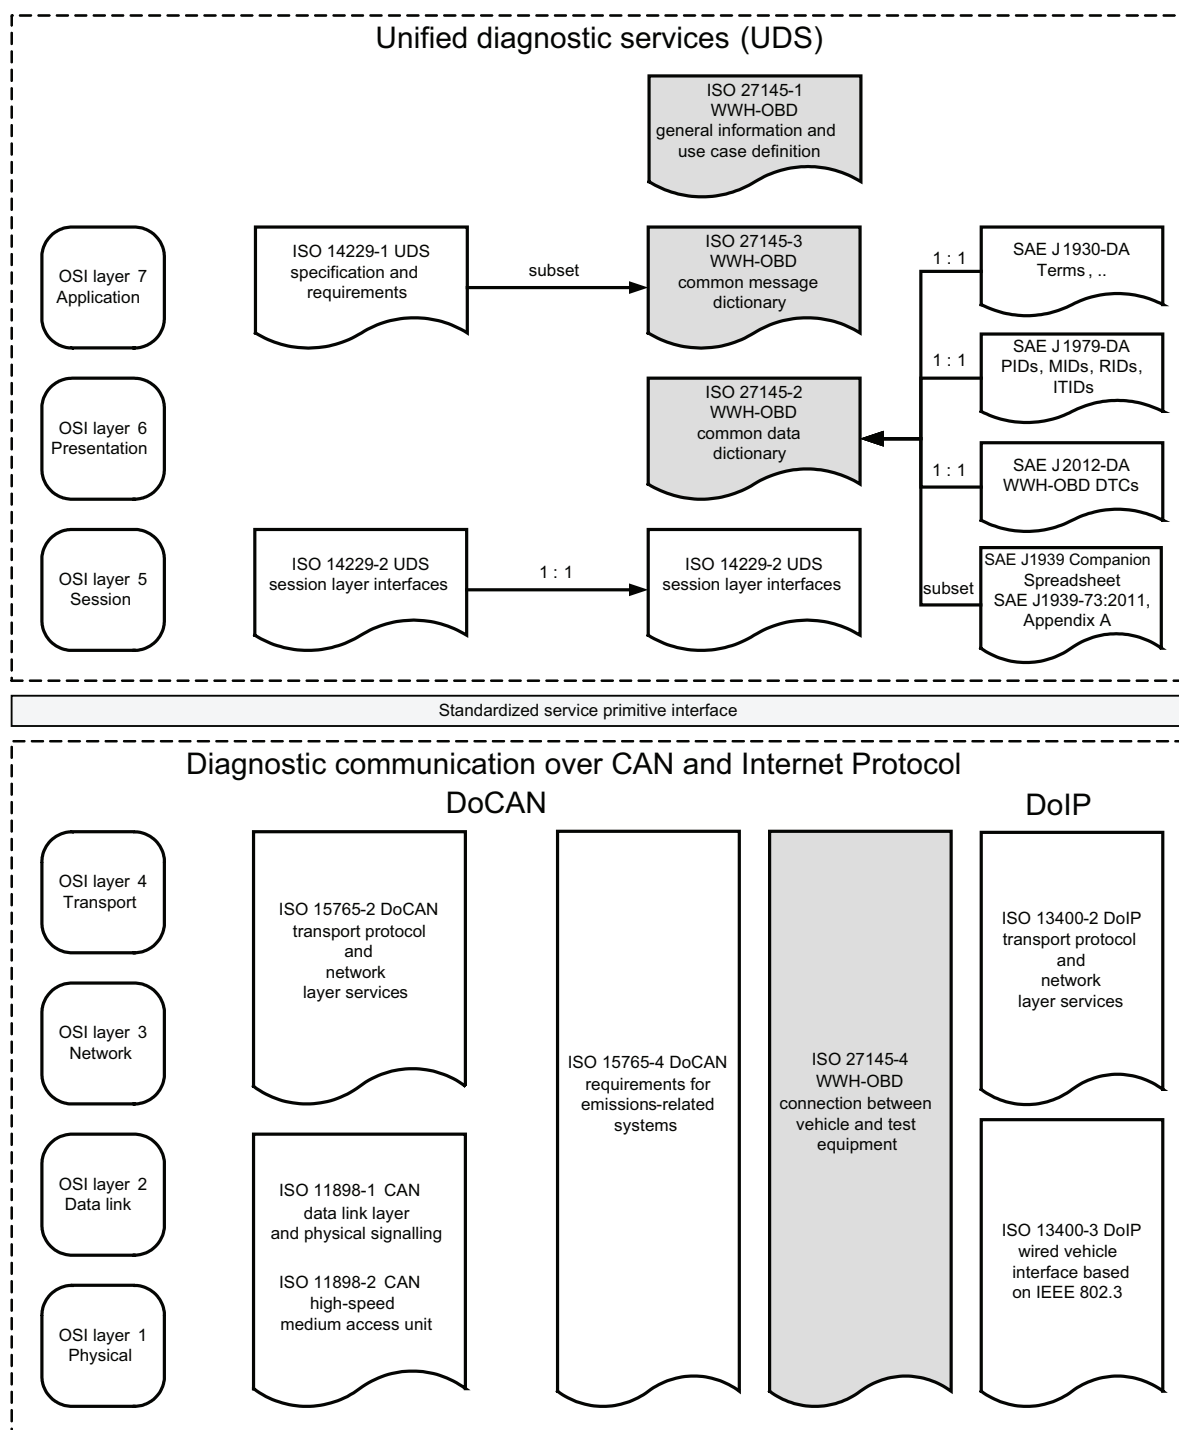 Unified diagnostic services (UDS)
ISO 27145-1
WWH-OBD
general information and
use case definition
OSI layer 7
Application
ISO 14229-1 UDS
specification and
requirements
subset
ISO 27145-3
WWH-OBD
common message
dictionary
1 : 1
SAE J1930-DA
Terms, ..
1 : 1
SAE J1979-DA
PIDs, MIDs, RIDs,
ITIDs
OSI layer 6
Presentation
ISO 27145-2
WWH-OBD
common data
dictionary
1 : 1
SAE J2012-DA
WWH-OBD DTCs
OSI layer 5
Session
ISO 14229-2 UDS
session layer interfaces
1 : 1
ISO 14229-2 UDS
session layer interfaces
subset
SAE J1939 Companion
Spreadsheet
SAE J1939-73:2011,
Appendix A
Standardized service primitive interface
Diagnostic communication over CAN and Internet Protocol
DoCAN
DoIP
OSI layer 4
Transport
ISO 15765-2 DoCAN
transport protocol
and
network
layer services
ISO 13400-2 DoIP
transport protocol
and
network
layer services
OSI layer 3
Network
ISO 15765-4 DoCAN
requirements for
emissions-related
systems
ISO 27145-4
WWH-OBD
connection between
vehicle and test
equipment
OSI layer 2
Data link
ISO 11898-1 CAN
data link layer
and physical signalling
ISO 11898-2 CAN
high-speed
medium access unit
ISO 13400-3 DoIP
wired vehicle
interface based
on IEEE 802.3
OSI layer 1
Physical